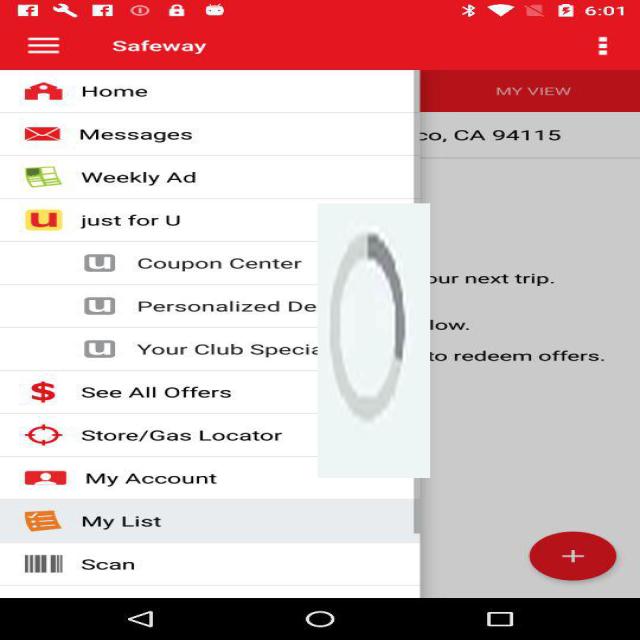 6:01
Safeway
Home
MY VIEW
Messages
co, CA 94115
Weekly Ad
just for U
Coupon Center
our next trip.
Personalized De
low.
Your Club Specia
to redeem offers.
See All Offers
Store/Gas Locator
My Account
My List
Scan